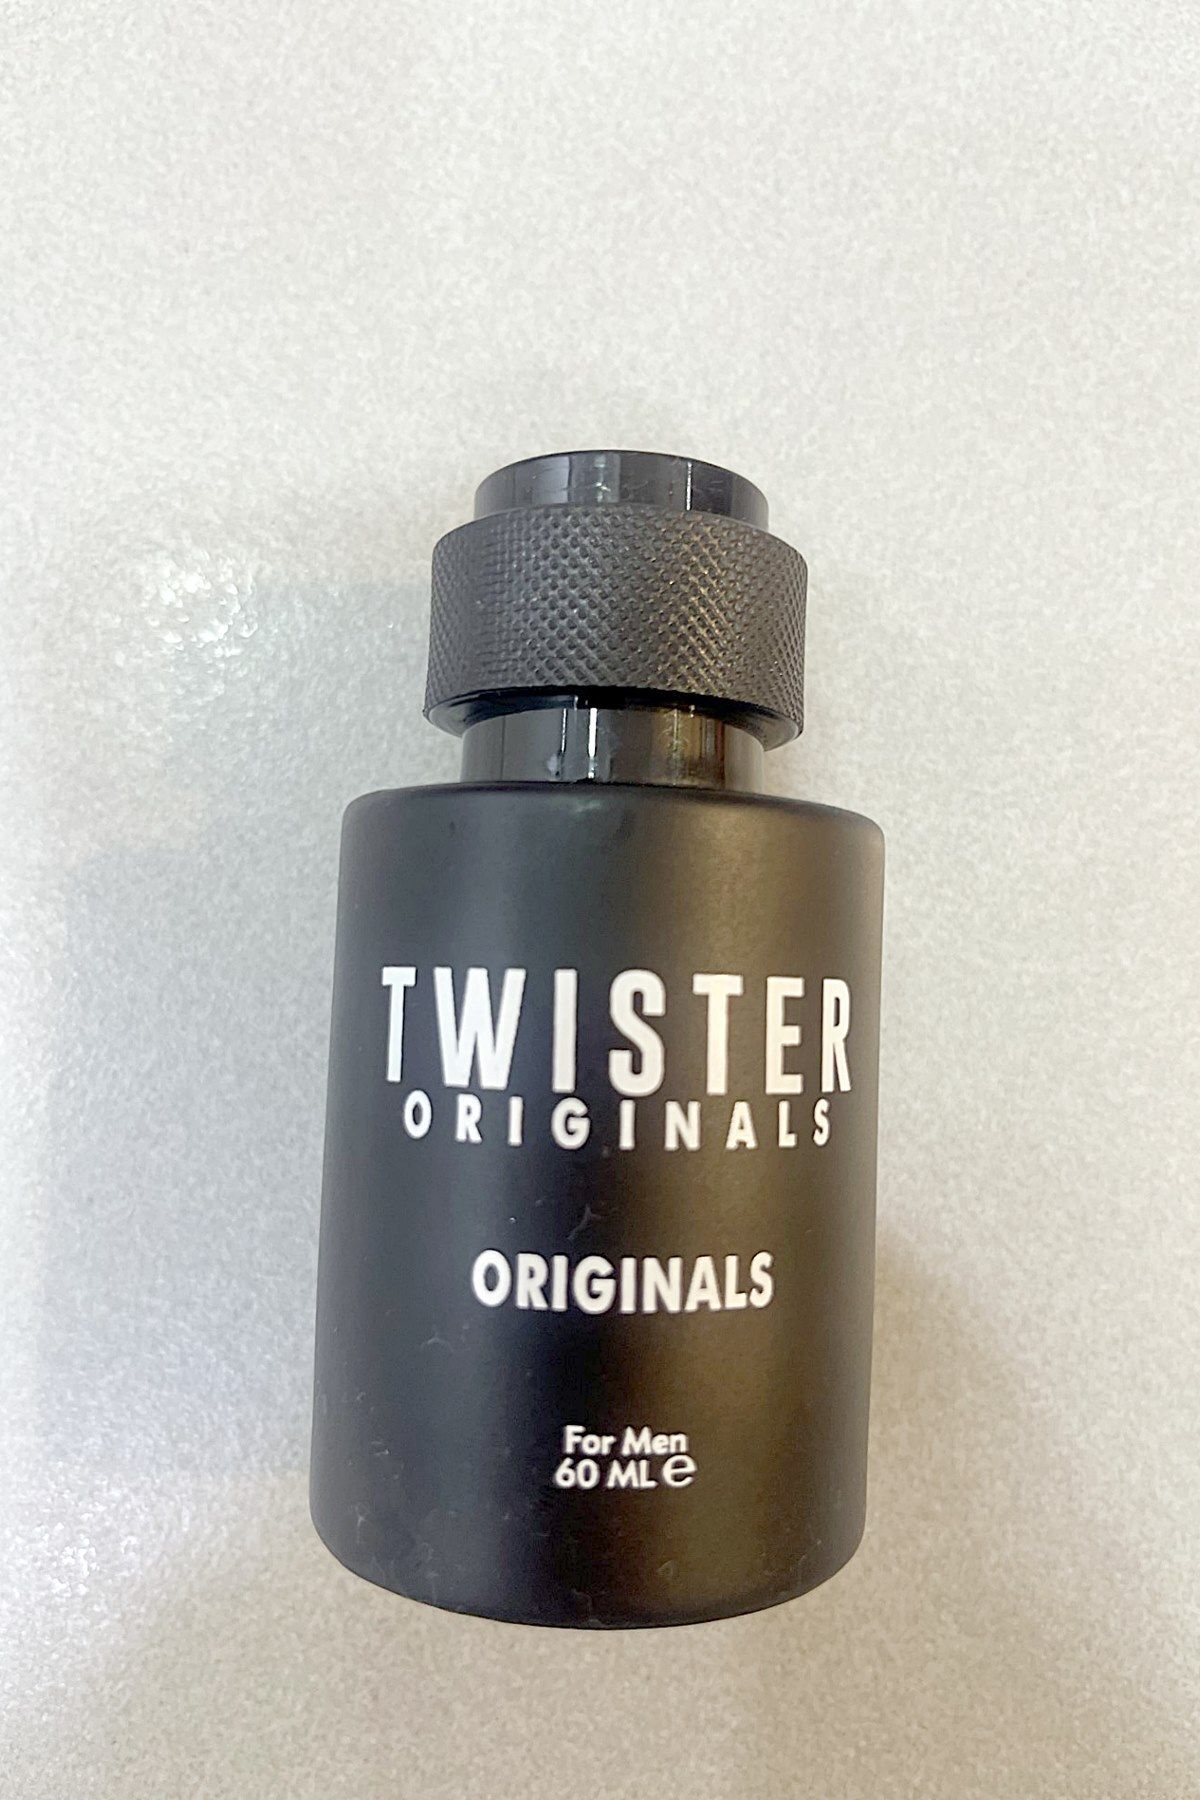 TWISTER
ORIGINALS
ORIGINALS
For Men
60 ML ℮